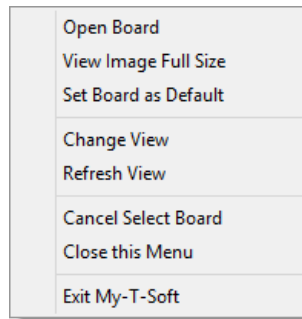 Open Board
View Image Full Size
Set Board as Default
Change View
Refresh View
Cancel Select Board
Close this Menu
Exit My-T-Soft